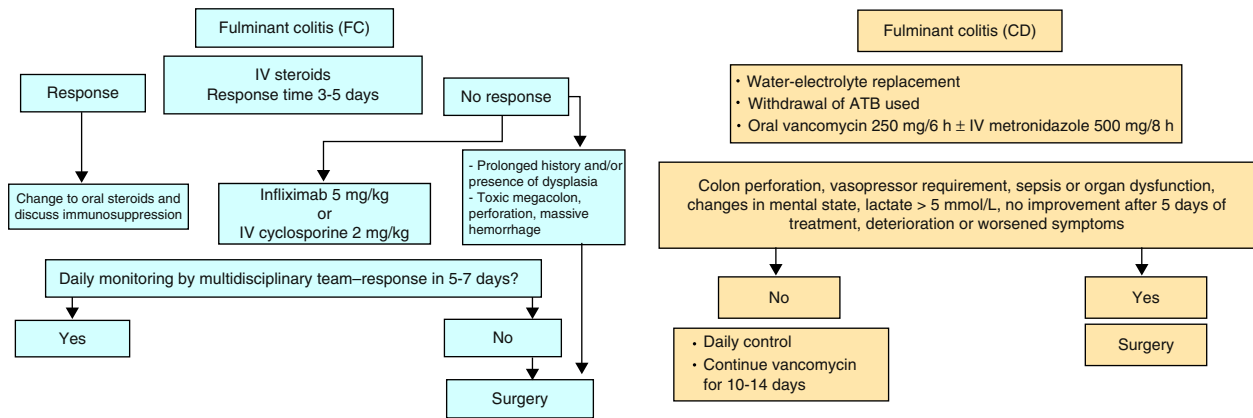 Fulminant colitis (FC)
IV steroids
Response time 3-5 days
Response
No response
Change to oral steroids and
discuss immunosuppression
Infliximab 5 mg/kg
or
IV cyclosporine 2 mg/kg
- Prolonged history and/or
presence of dysplasia
- Toxic megacolon,
perforation, massive
hemorrhage
Daily monitoring by multidisciplinary team–response in 5-7 days?
Yes
No
Surgery
Fulminant colitis (CD)
• Water-electrolyte replacement
• Withdrawal of ATB used
• Oral vancomycin 250 mg/6 h ± IV metronidazole 500 mg/8 h
Colon perforation, vasopressor requirement, sepsis or organ dysfunction,
changes in mental state, lactate > 5 mmol/L, no improvement after 5 days of
treatment, deterioration or worsened symptoms
No
Yes
• Daily control
• Continue vancomycin
for 10-14 days
Surgery